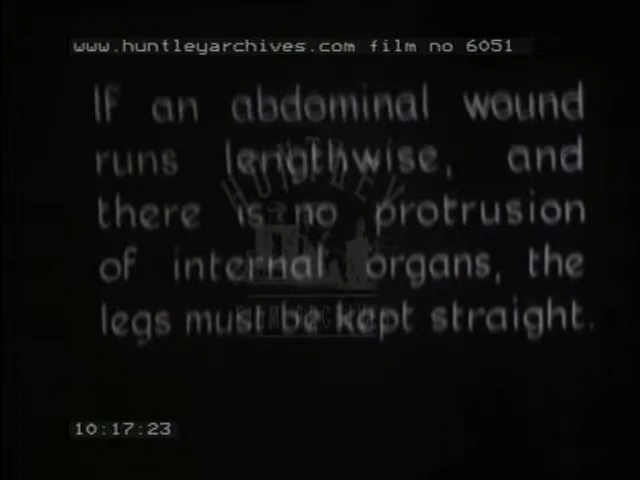 www.huntleyarchives.com film no 6051
If an abdominal wound
runs lengthwise, and
there is no protrusion
of internal organs, the
legs must be kept straight.
HUNTLEY
10:17:23